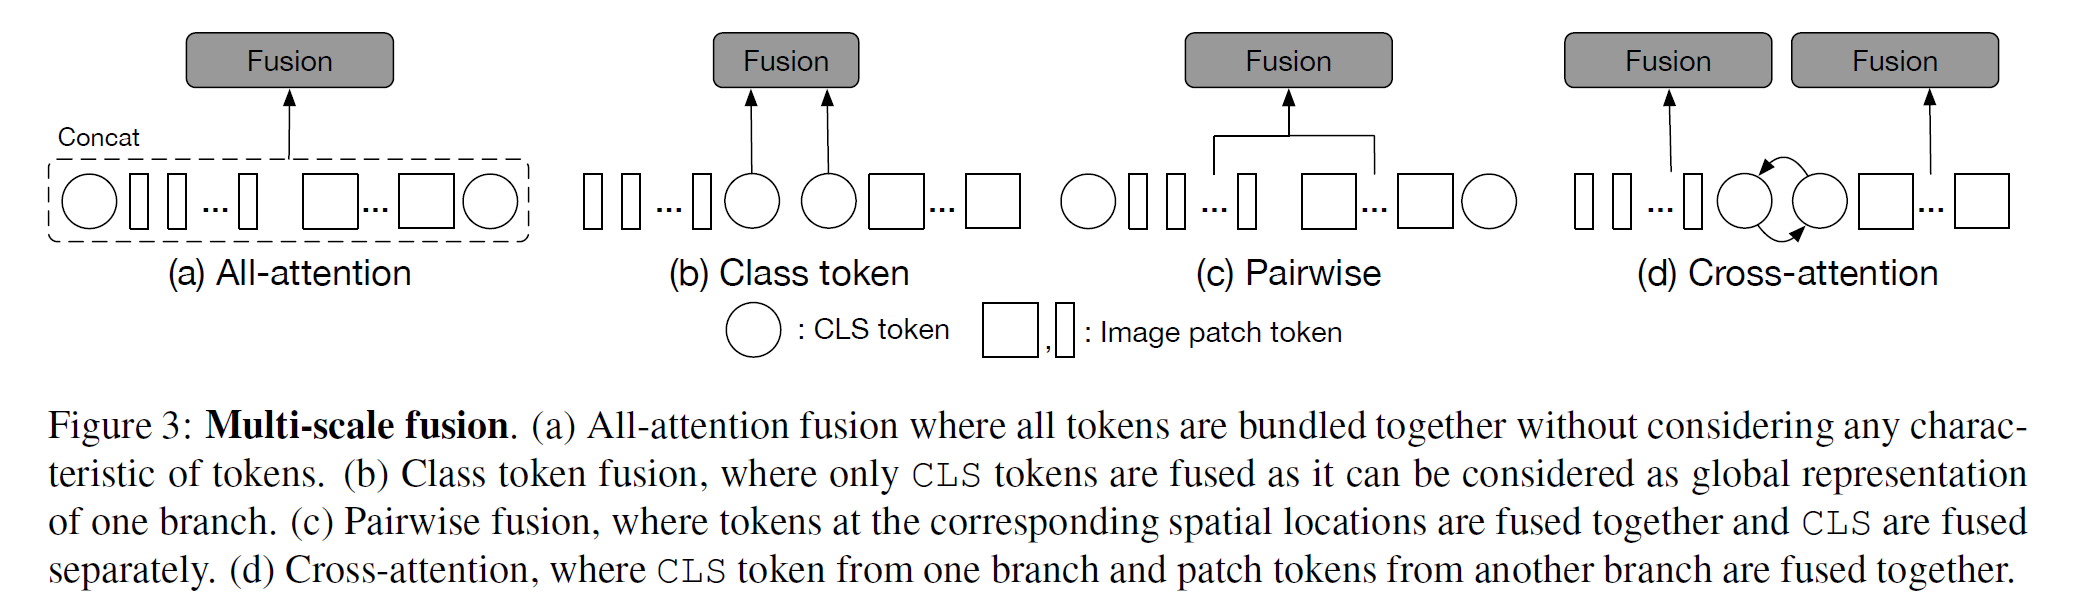 Fusion
Fusion
Fusion
Fusion
Fusion
Concat
...
...
...
...
...
...
...
...
(a) All-attention
(b) Class token
(c) Pairwise
(d) Cross-attention
: CLS token
, : Image patch token
Figure 3: Multi-scale fusion. (a) All-attention fusion where all tokens are bundled together without considering any charac-
teristic of tokens. (b) Class token fusion, where only CLS tokens are fused as it can be considered as global representation
of one branch. (c) Pairwise fusion, where tokens at the corresponding spatial locations are fused together and CLS are fused
separately. (d) Cross-attention, where CLS token from one branch and patch tokens from another branch are fused together.